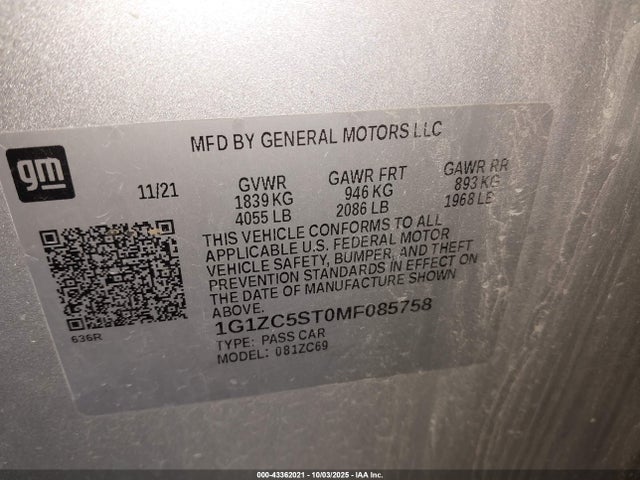 MFD BY GENERAL MOTORS LLC
gm
11/21
GVWR GAWR FRT GAWR RR
1839 KG 946 KG 893 KG
4055 LB 2086 LB 1968 LB
THIS VEHICLE CONFORMS TO ALL
APPLICABLE U.S. FEDERAL MOTOR
VEHICLE SAFETY, BUMPER, AND THEFT
PREVENTION STANDARDS IN EFFECT ON
THE DATE OF MANUFACTURE SHOWN
ABOVE.
1G1ZC5ST0MF085758
TYPE: PASS CAR
MODEL: 081ZC69
636R
000-43362021 - 10/03/2025 - IAA Inc.